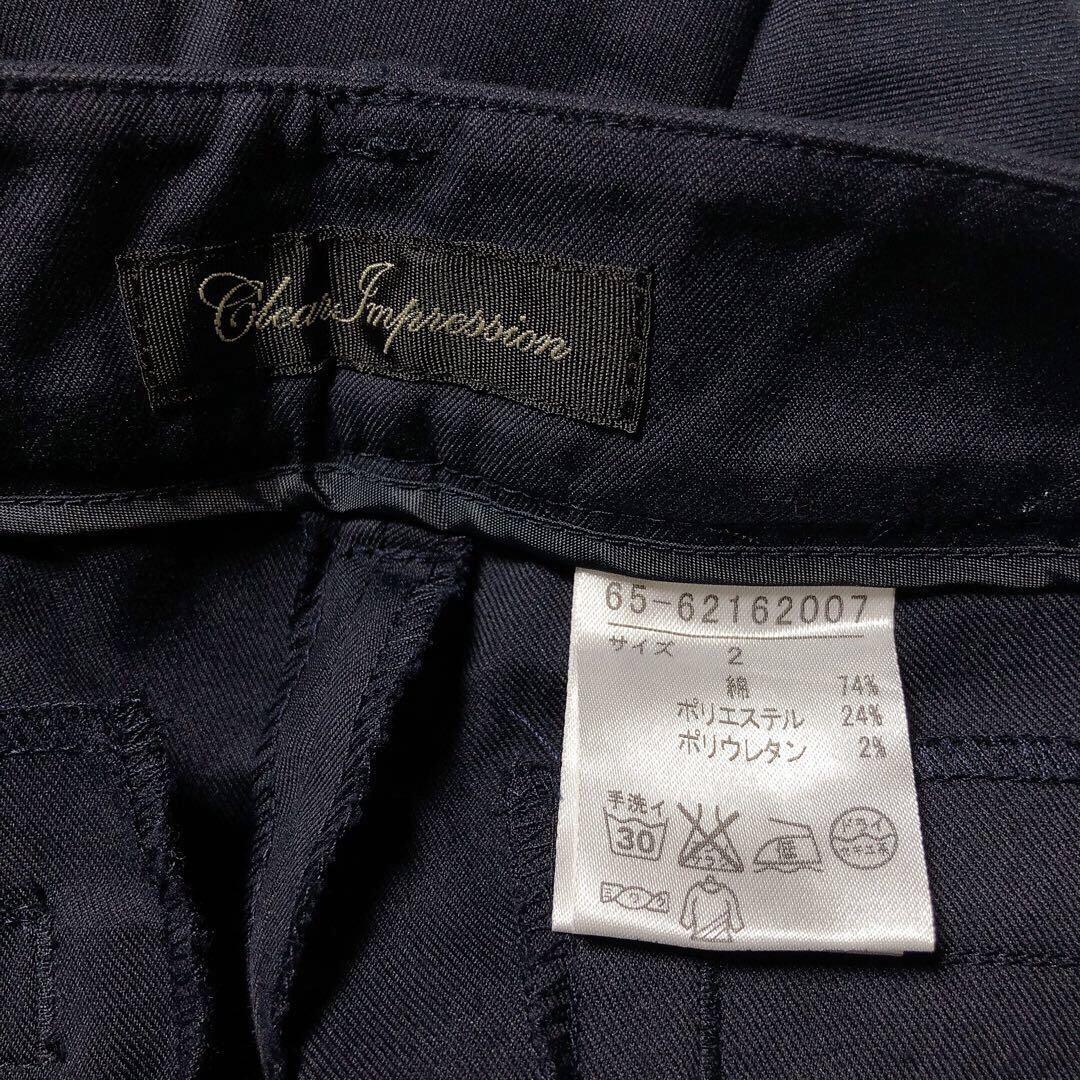 Clear Impression
65-62162007
サイズ 2
綿 74%
ポリエステル 24%
ポリウレタン 2%
手洗イ
30